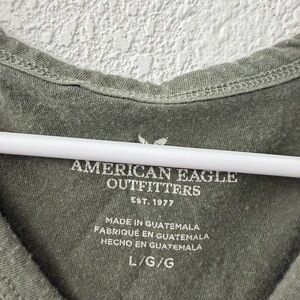 AMERICAN EAGLE
OUTFITTERS
EST. 1977
MADE IN GUATEMALA
FABRIQUÉ EN GUATEMALA
HECHO EN GUATEMALA
L/G/G